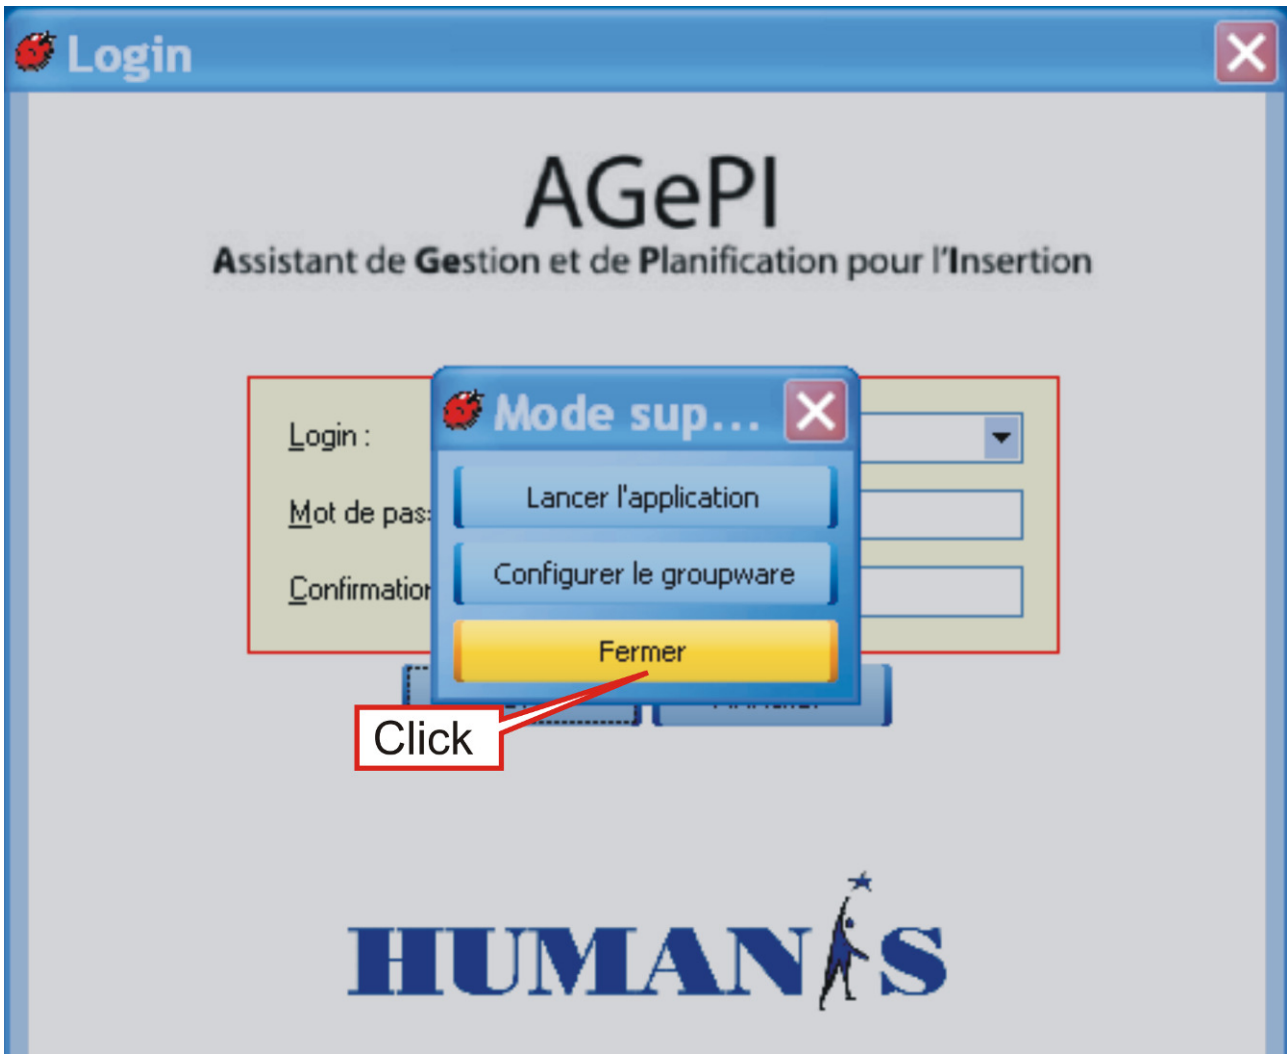 Login
AGePI
Assistant de Gestion et de Planification pour l'Insertion
Mode sup...
Login :
Lancer l'application
Mot de pas
Configurer le groupware
Confirmation
Fermer
Click
HUMANIS